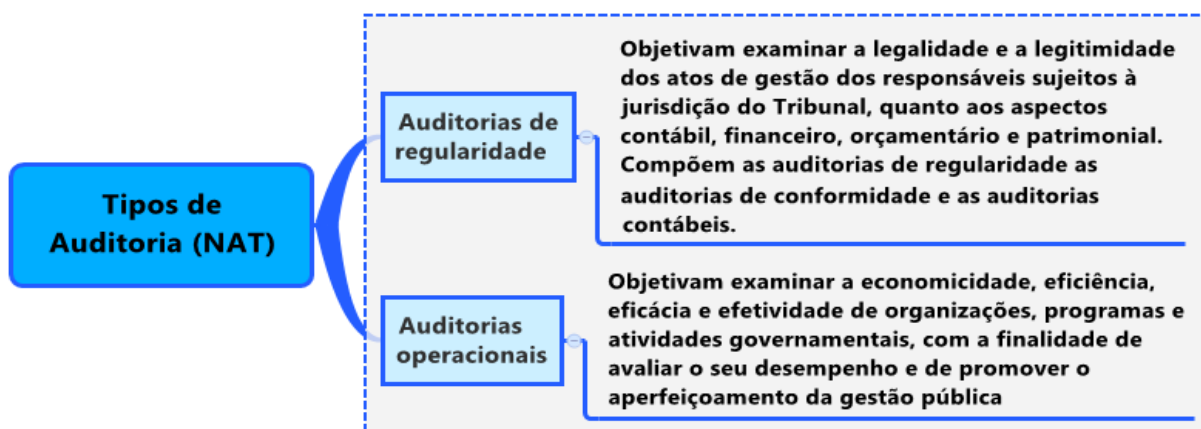 Tipos de
Auditoria (NAT)
Auditorias de
regularidade
Objetivam examinar a legalidade e a legitimidade
dos atos de gestão dos responsáveis sujeitos à
jurisdição do Tribunal, quanto aos aspectos
contábil, financeiro, orçamentário e patrimonial.
Compõem as auditorias de regularidade as
auditorias de conformidade e as auditorias
contábeis.
Auditorias
operacionais
Objetivam examinar a economicidade, eficiência,
eficácia e efetividade de organizações, programas e
atividades governamentais, com a finalidade de
avaliar o seu desempenho e de promover o
aperfeiçoamento da gestão pública